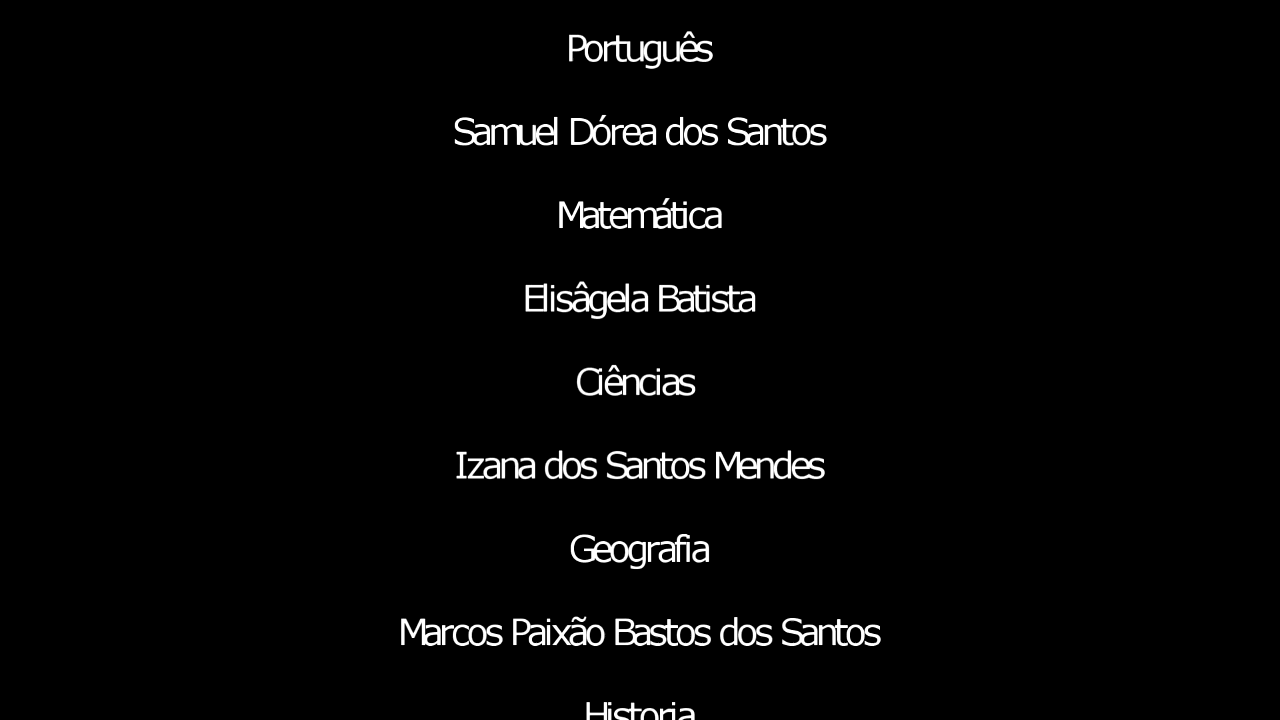 Português
Samuel Dórea dos Santos
Matemática
Elisâgela Batista
Ciências
Izana dos Santos Mendes
Geografia
Marcos Paixão Bastos dos Santos
Historia